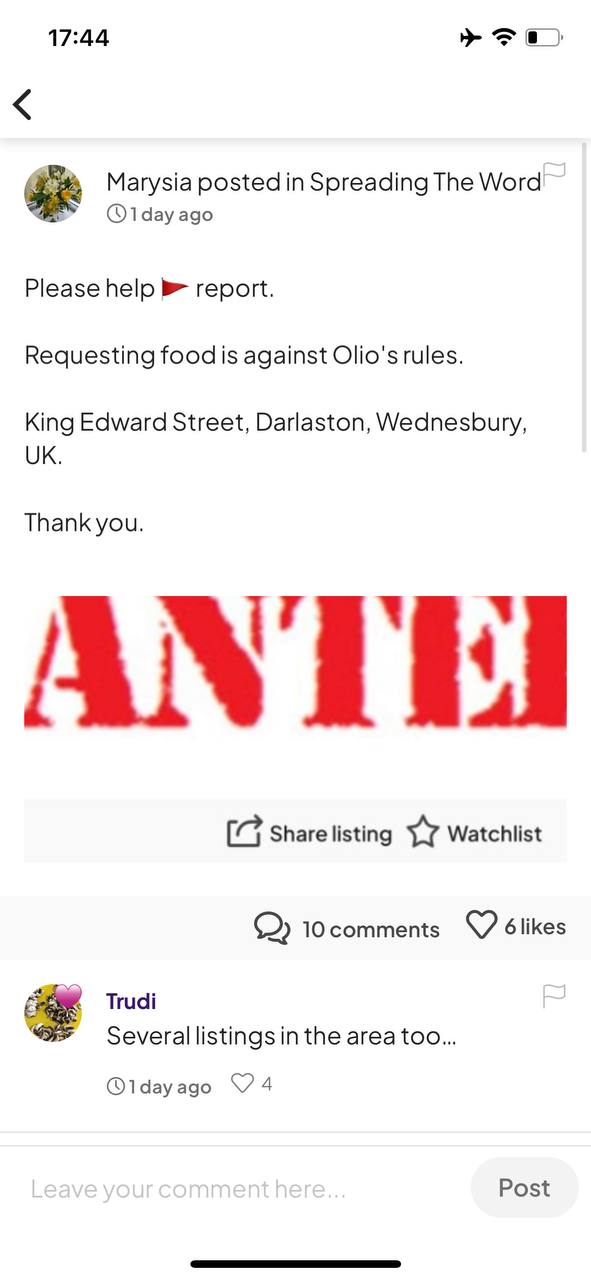 17:44
Marysia posted in Spreading The Word
1 day ago
Please help 🚩 report.
Requesting food is against Olio's rules.
King Edward Street, Darlaston, Wednesbury,
UK.
Thank you.
ANTE
Share listing Watchlist
10 comments 6 likes
Trudi
Several listings in the area too...
1 day ago 4
Leave your comment here...
Post